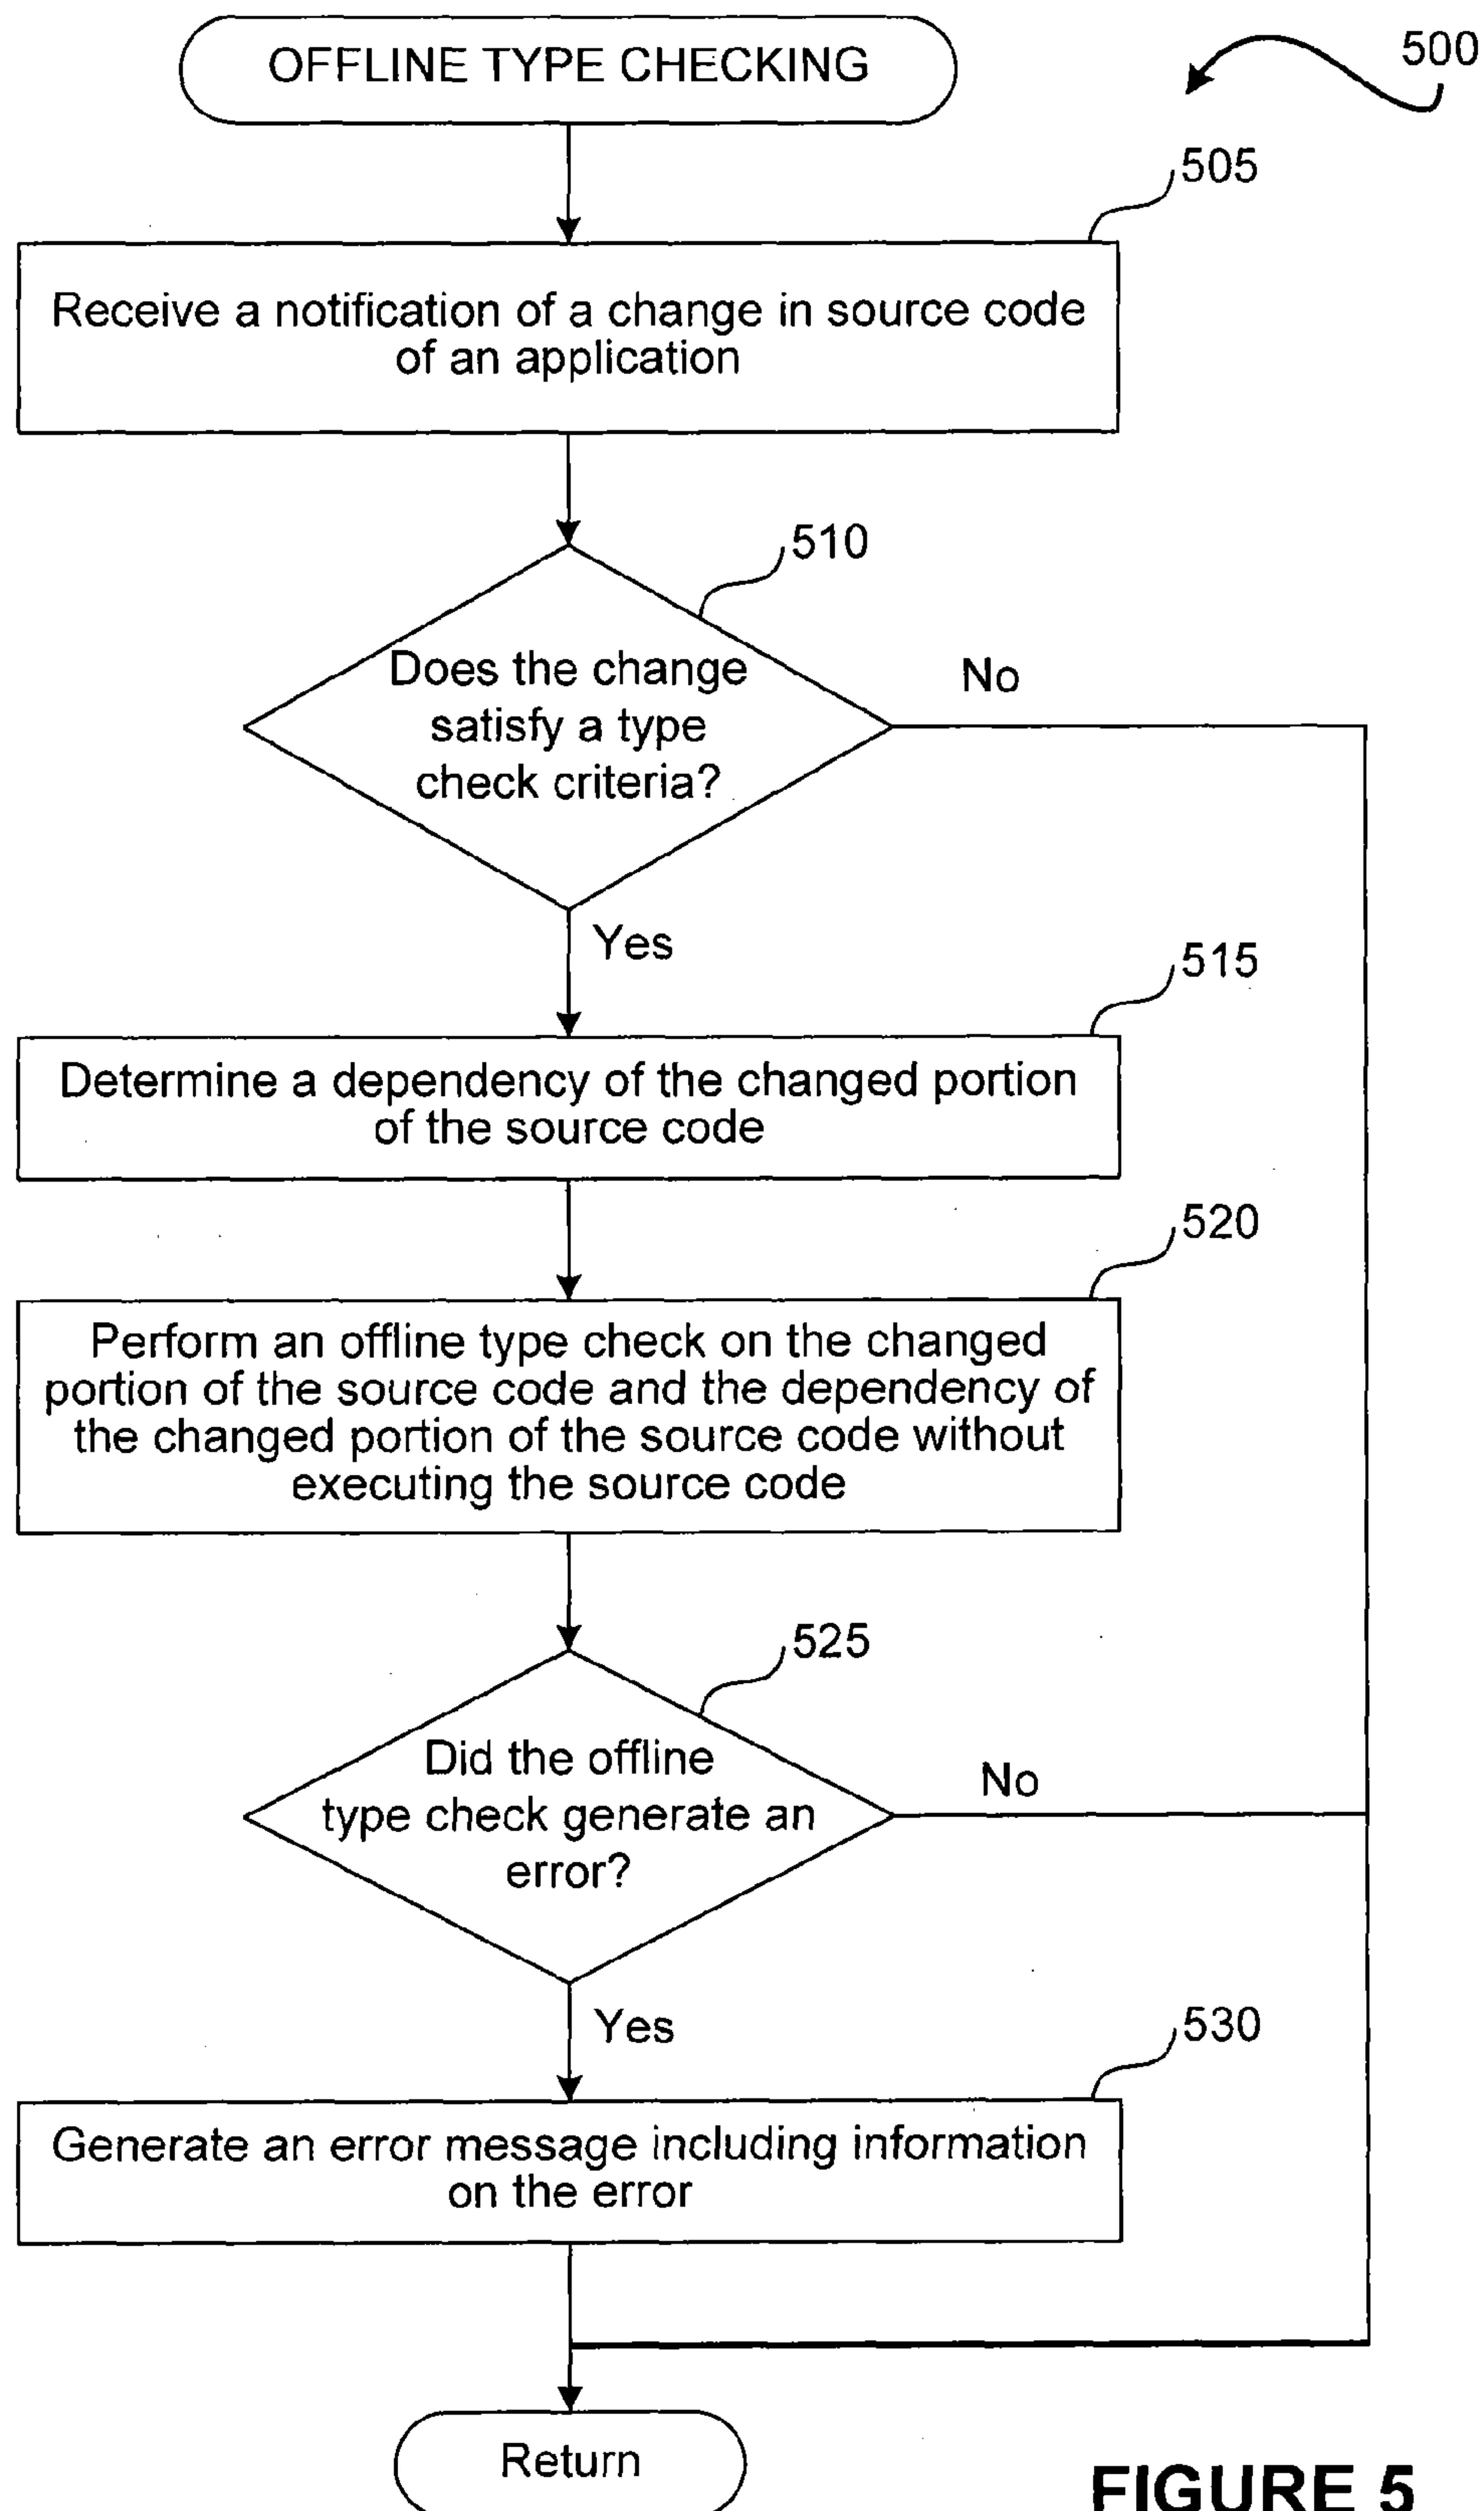 OFFLINE TYPE CHECKING
500
505
Receive a notification of a change in source code
of an application
510
Does the change
satisfy a type
check criteria?
No
Yes
515
Determine a dependency of the changed portion
of the source code
520
Perform an offline type check on the changed
portion of the source code and the dependency of
the changed portion of the source code without
executing the source code
525
Did the offline
type check generate an
error?
No
Yes
530
Generate an error message including information
on the error
Return
FIGURE 5